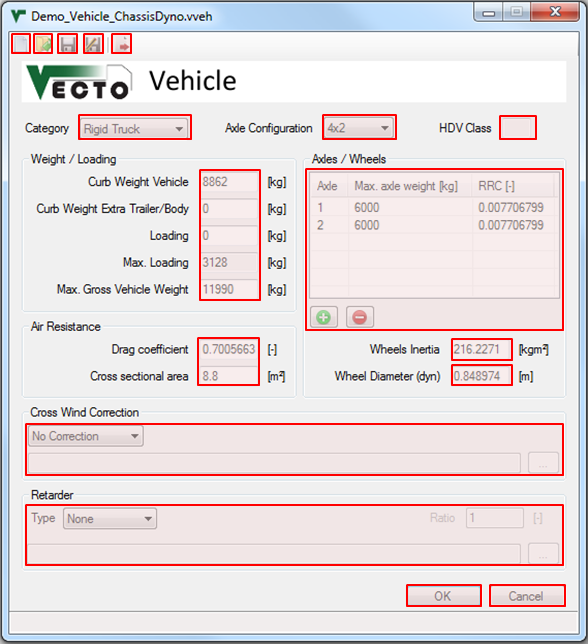 Demo_Vehicle_ChassisDyno.vveh
VECTO Vehicle
Category Rigid Truck Axle Configuration 4x2 HDV Class
Weight / Loading
Curb Weight Vehicle 8862 [kg]
Curb Weight Extra Trailer/Body 0 [kg]
Loading 0 [kg]
Max. Loading 3128 [kg]
Max. Gross Vehicle Weight 11990 [kg]
Axles / Wheels
Axle Max. axle weight [kg] RRC [-]
1 6000 0.007706799
2 6000 0.007706799
Air Resistance
Drag coefficient 0.7005663 [-]
Cross sectional area 8.8 [m²]
Wheels Inertia 216.2271 [kgm²]
Wheel Diameter (dyn) 0.848974 [m]
Cross Wind Correction
No Correction
...
Retarder
Type None Ratio 1 [-]
...
OK Cancel